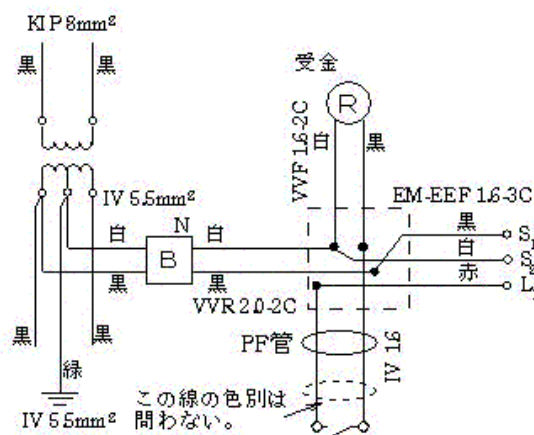 KIP 8mm²
黒 黒
受金
R
白 黒
VVF 1.6-2C
IV 5.5mm²
EM-EEF 1.6-3C
N
白 白
B
黒 黒
黒
白
赤
S₁
S₂
L
VVR 2.0-2C
黒 黒
緑
PF管
IV 1.6
IV 5.5mm²
この線の色別は
問わない。